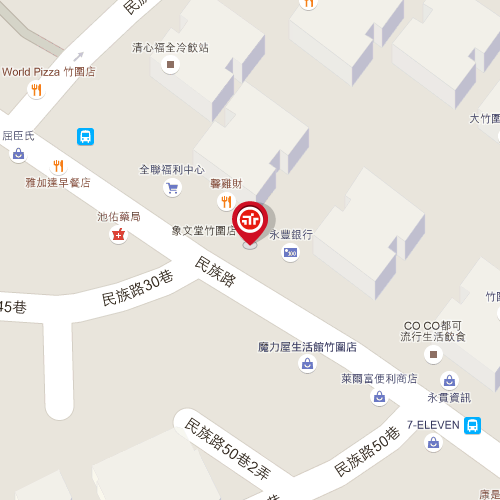 民族
清心福全冷飲站
World Pizza 竹圍店
大竹圍
屈臣氏
全聯福利中心
雅加達早餐店
馨雞財
池佑藥局
象文堂竹圍店
永豐銀行
民族路
民族路30巷
竹圍
45巷
CO CO都可
流行生活飲食
魔力屋生活館竹圍店
萊爾富便利商店
永貫資訊
7-ELEVEN
民族路50巷
民族路50巷2弄
康是